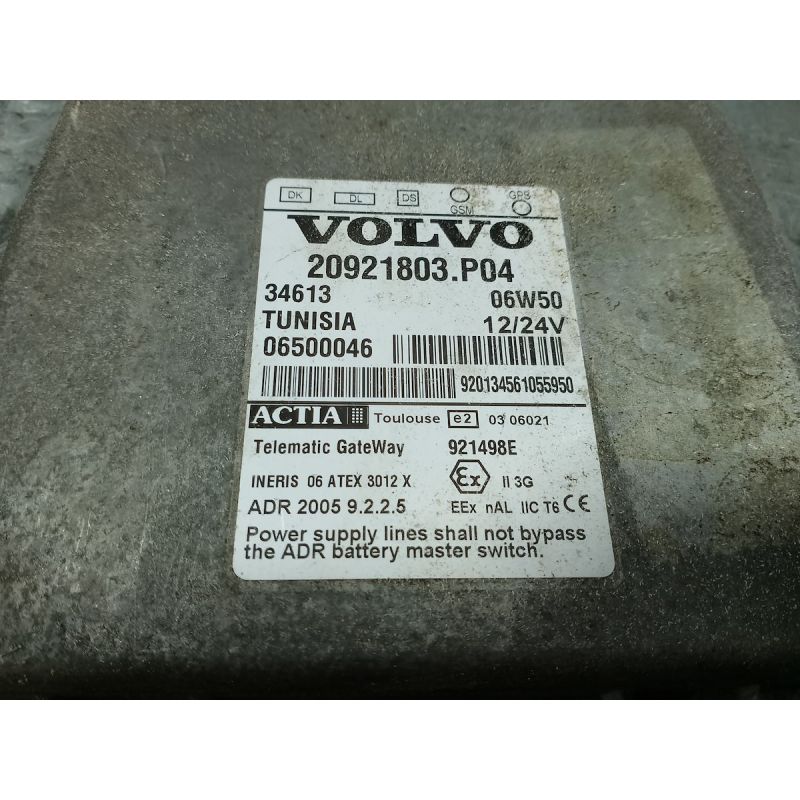 DK DL DS GSM GPS
VOLVO
20921803.P04
34613 06W50
TUNISIA 12/24V
06500046
920134561055950
ACTIA Toulouse e2 03 06021
Telematic GateWay 921498E
INERIS 06 ATEX 3012 X Ex II 3G
ADR 2005 9.2.2.5 EEx nAL IIC T6 CE
Power supply lines shall not bypass
the ADR battery master switch.